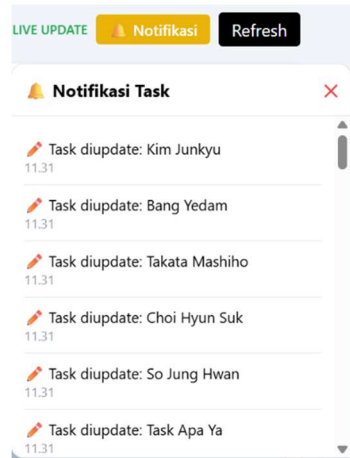 LIVE UPDATE 🔔 Notifikasi Refresh
🔔 Notifikasi Task
Task diupdate: Kim Junkyu
11.31
Task diupdate: Bang Yedam
11.31
Task diupdate: Takata Mashiho
11.31
Task diupdate: Choi Hyun Suk
11.31
Task diupdate: So Jung Hwan
11.31
Task diupdate: Task Apa Ya
11.31